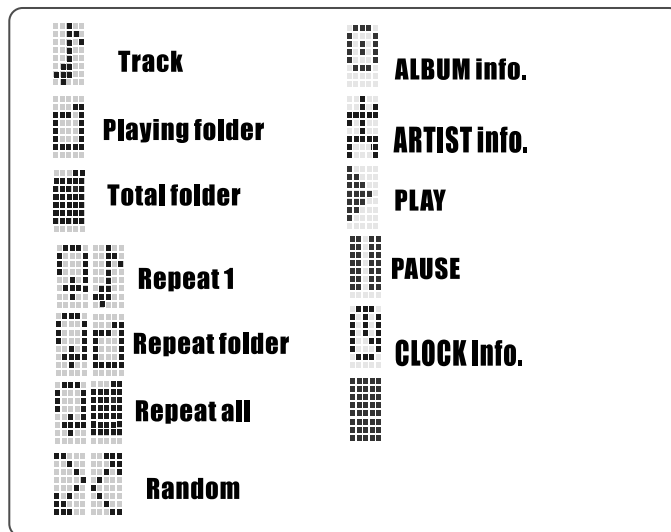 Track
Playing folder
Total folder
Repeat 1
Repeat folder
Repeat all
Random
ALBUM info.
ARTIST info.
PLAY
PAUSE
CLOCK Info.